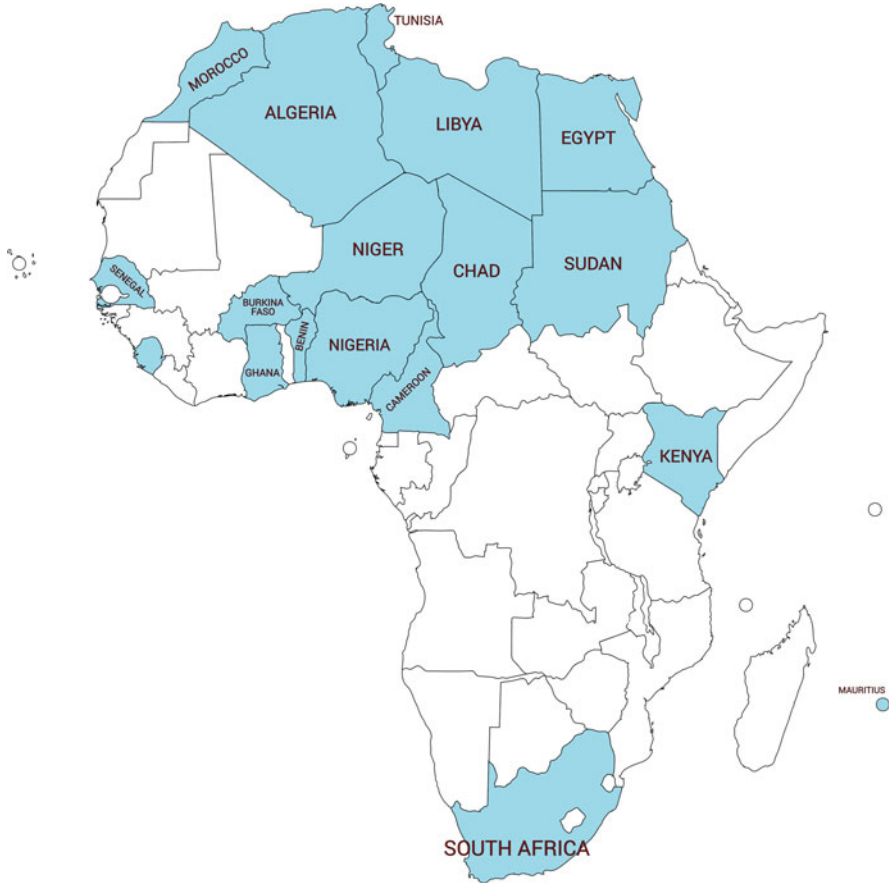 TUNISIA
MOROCCO
ALGERIA
LIBYA
EGYPT
NIGER
CHAD
SUDAN
SENEGAL
BURKINA
FASO
BENIN
NIGERIA
GHANA
CAMEROON
KENYA
MAURITIUS
SOUTH AFRICA